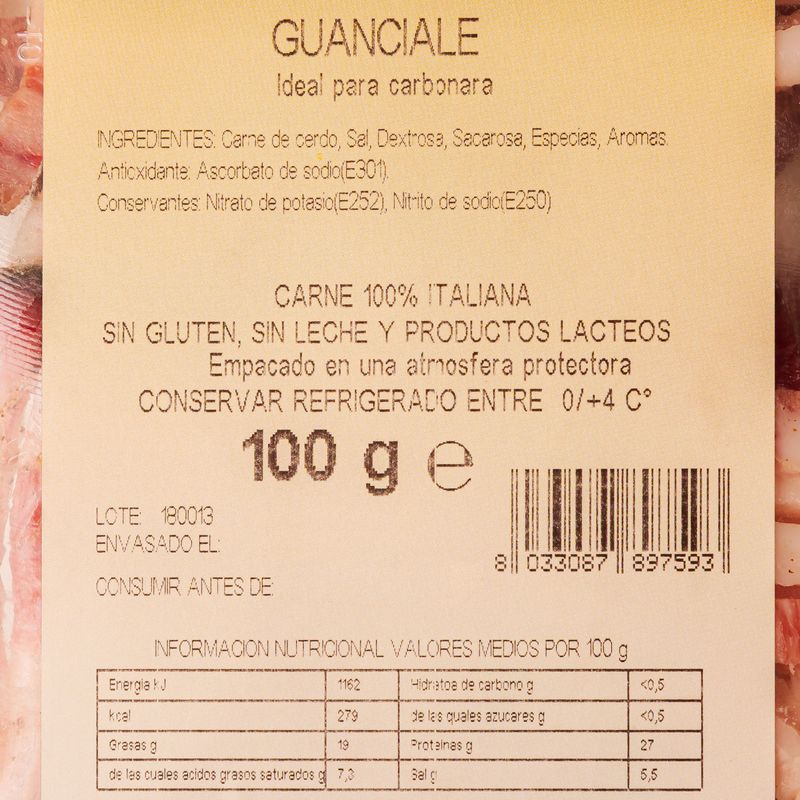 GUANCIALE
Ideal para carbonara
INGREDIENTES: Carne de cerdo, Sal, Dextrosa, Sacarosa, Especias, Aromas.
Antioxidante: Ascorbato de sodio(E301).
Conservantes: Nitrato de potasio(E252), Nitrito de sodio(E250)
CARNE 100% ITALIANA
SIN GLUTEN, SIN LECHE Y PRODUCTOS LACTEOS
Empacado en una atmosfera protectora
CONSERVAR REFRIGERADO ENTRE 0/+4 C°
100 g ℮
LOTE: 180013
ENVASADO EL:
8 033087 897593
CONSUMIR ANTES DE:
INFORMACION NUTRICIONAL VALORES MEDIOS POR 100 g
Energia kJ 1162 Hidratoa de carbono g <0,5
kcal 279 de las quales azucares g <0,5
Grasas g 19 Proteinas g 27
de las cuales acidos grasos saturados g 7,3 Sal g 5,5